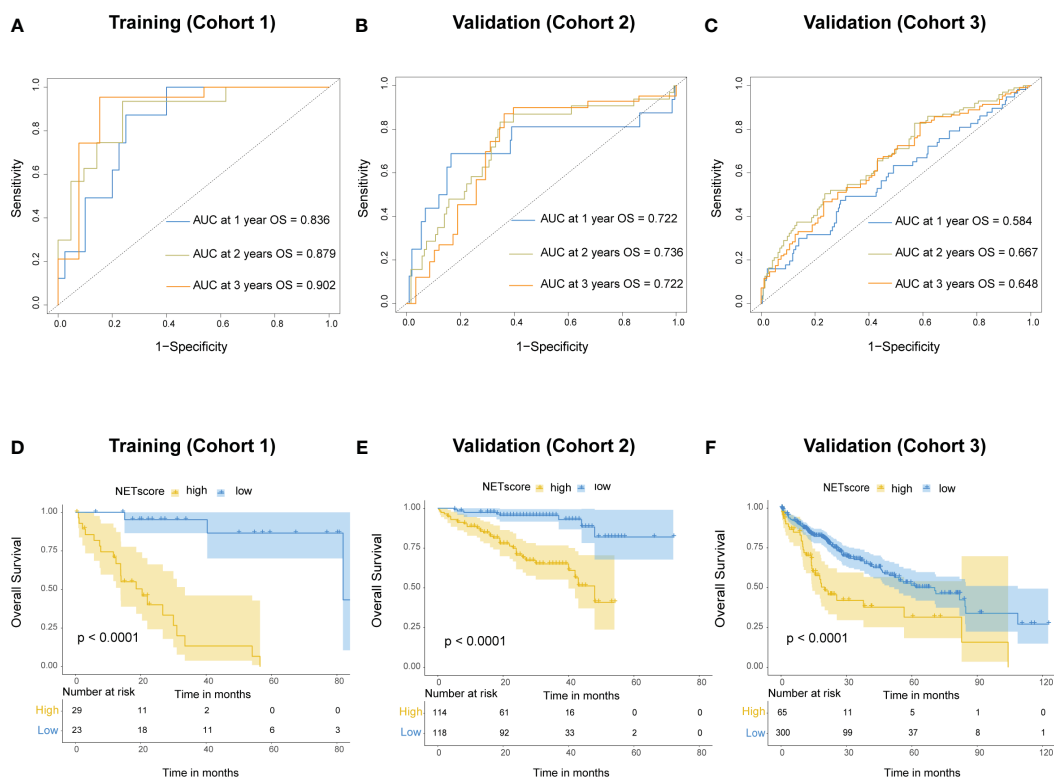 A Training (Cohort 1)
1.0
0.8
0.6
0.4
0.2
0.0
Sensitivity
AUC at 1 year OS = 0.836
AUC at 2 years OS = 0.879
AUC at 3 years OS = 0.902
0.0 0.2 0.4 0.6 0.8 1.0
1−Specificity
B Validation (Cohort 2)
1.0
0.8
0.6
0.4
0.2
0.0
Sensitivity
AUC at 1 year OS = 0.722
AUC at 2 years OS = 0.736
AUC at 3 years OS = 0.722
0.0 0.2 0.4 0.6 0.8 1.0
1−Specificity
C Validation (Cohort 3)
1.0
0.8
0.6
0.4
0.2
0.0
Sensitivity
AUC at 1 year OS = 0.584
AUC at 2 years OS = 0.667
AUC at 3 years OS = 0.648
0.0 0.2 0.4 0.6 0.8 1.0
1−Specificity
D Training (Cohort 1)
NETscore high low
1.00
0.75
0.50
0.25
0.00
Overall Survival
p < 0.0001
0 20 40 60 80
Number at risk Time in months
High 29 11 2 0 0
Low 23 18 11 6 3
0 20 40 60 80
Time in months
E Validation (Cohort 2)
NETscore high low
1.00
0.75
0.50
0.25
0.00
Overall Survival
p < 0.0001
0 20 40 60 80
Number at risk Time in months
High 114 61 16 0 0
Low 118 92 33 2 0
0 20 40 60 80
Time in months
F Validation (Cohort 3)
NETscore high low
1.00
0.75
0.50
0.25
0.00
Overall Survival
p < 0.0001
0 30 60 90 120
Number at risk Time in months
High 65 11 5 1 0
Low 300 99 37 8 1
0 30 60 90 120
Time in months